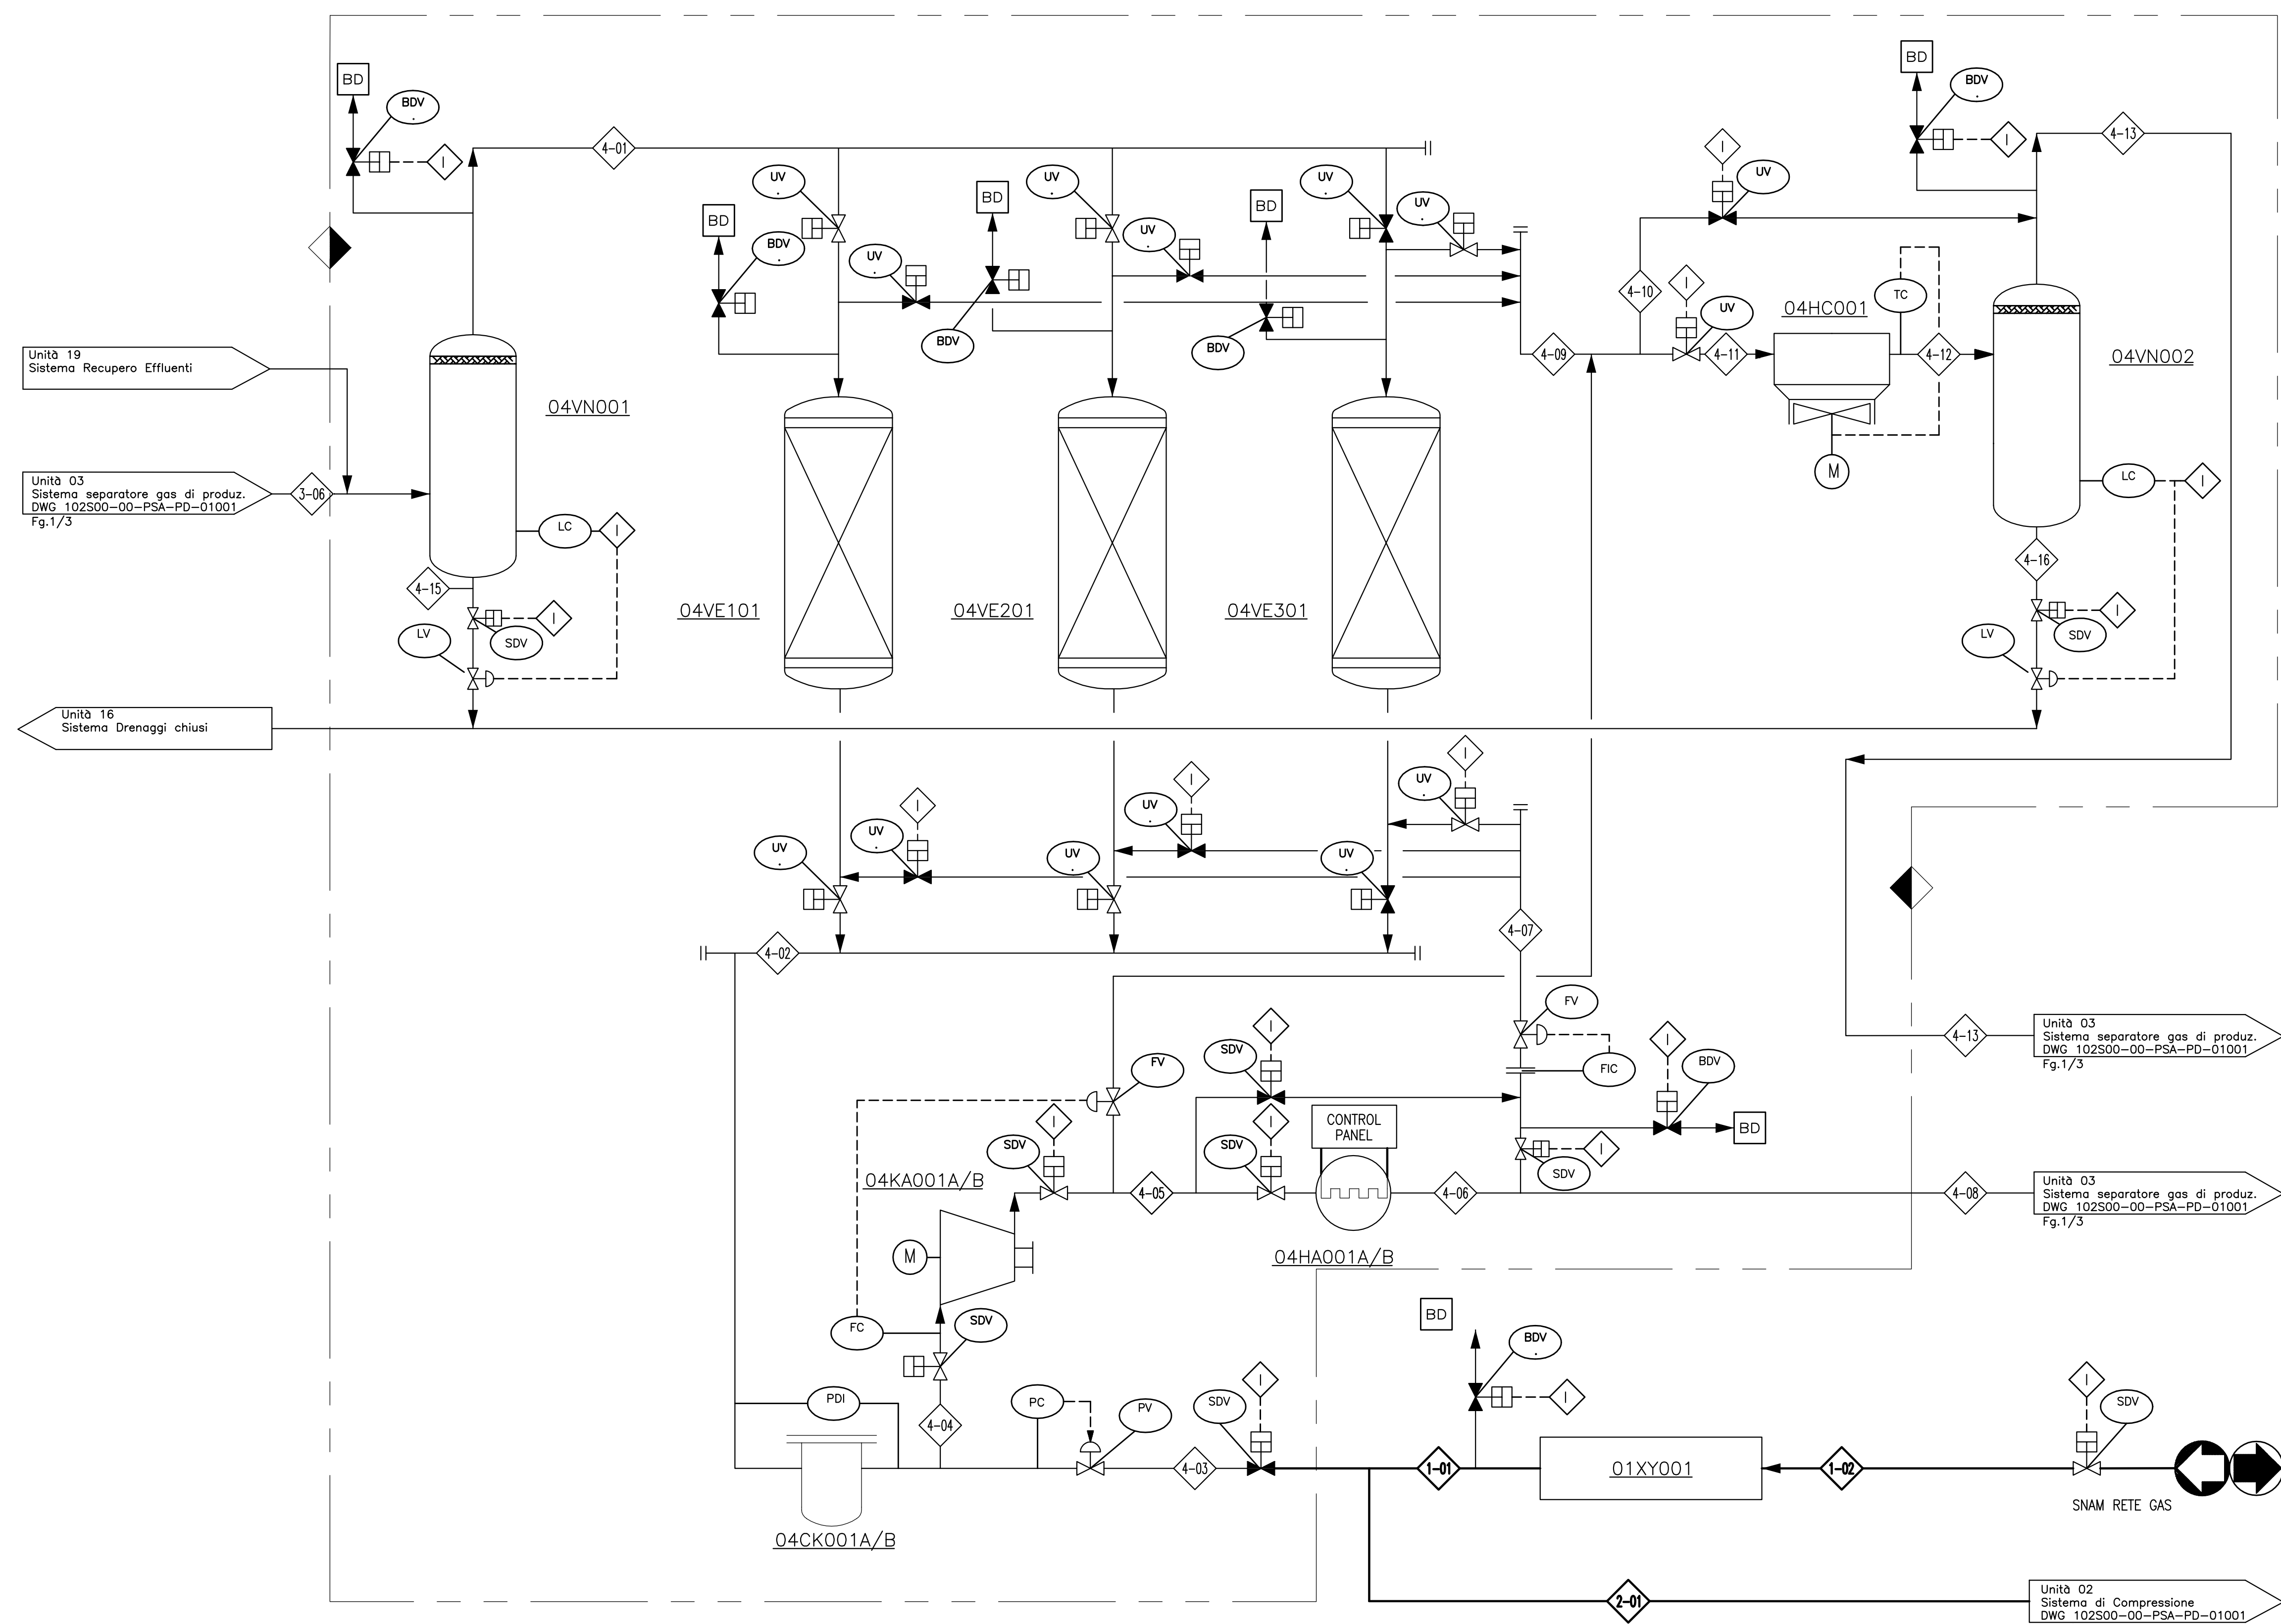 BD
BDV
I
4-01
UV
BD
BDV
UV
UV
BD
BDV
UV
UV
BD
BDV
UV
UV
I
UV
BD
BDV
I
4-13
4-10
I
UV
4-09
4-11
04HC001
TC
4-12
M
04VN002
LC
I
4-16
I
SDV
LV
Unità 19
Sistema Recupero Effluenti
04VN001
Unità 03
Sistema separatore gas di produz.
DWG 102S00-00-PSA-PD-01001
Fg.1/3
3-06
LC
I
4-15
I
SDV
LV
04VE101
04VE201
04VE301
Unità 16
Sistema Drenaggi chiusi
UV
UV
I
UV
UV
I
UV
UV
I
4-02
4-07
FV
FIC
I
BDV
BD
I
SDV
FV
I
SDV
I
SDV
I
SDV
CONTROL
PANEL
04KA001A/B
4-05
4-06
04HA001A/B
M
FC
SDV
4-13
Unità 03
Sistema separatore gas di produz.
DWG 102S00-00-PSA-PD-01001
Fg.1/3
4-08
Unità 03
Sistema separatore gas di produz.
DWG 102S00-00-PSA-PD-01001
Fg.1/3
PDI
4-04
PC
PV
SDV
I
4-03
04CK001A/B
BD
BDV
I
1-01
01XY001
1-02
I
SDV
SNAM RETE GAS
2-01
Unità 02
Sistema di Compressione
DWG 102S00-00-PSA-PD-01001